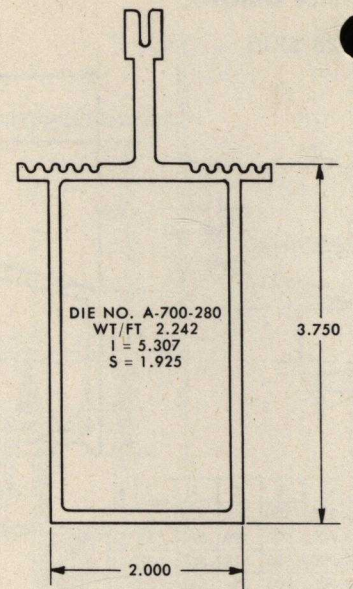 DIE NO. A-700-280
WT/FT 2.242
I = 5.307
S = 1.925
3.750
2.000